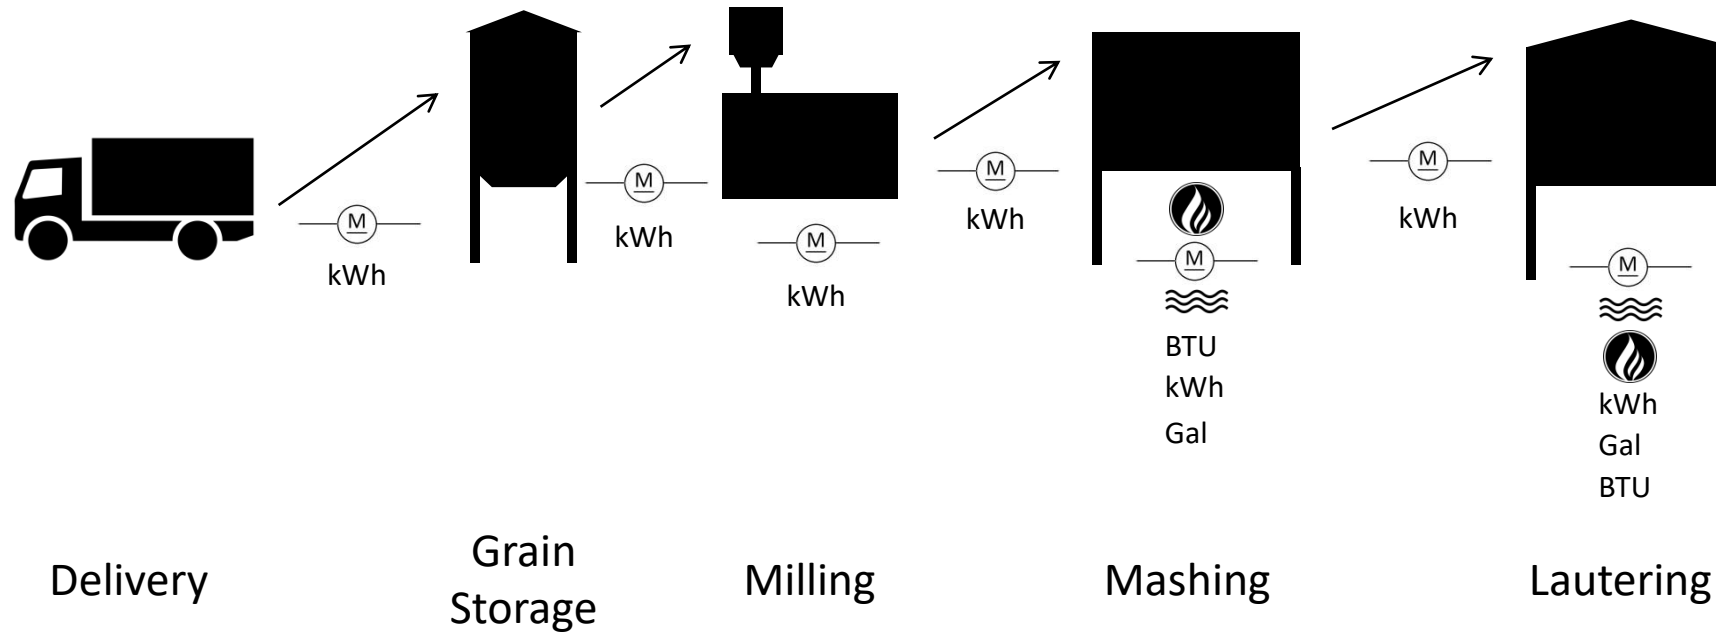 M
kWh
M
kWh
M
kWh
M
kWh
M
BTU
kWh
Gal
M
kWh
M
kWh
Gal
BTU
Delivery
Grain
Storage
Milling
Mashing
Lautering